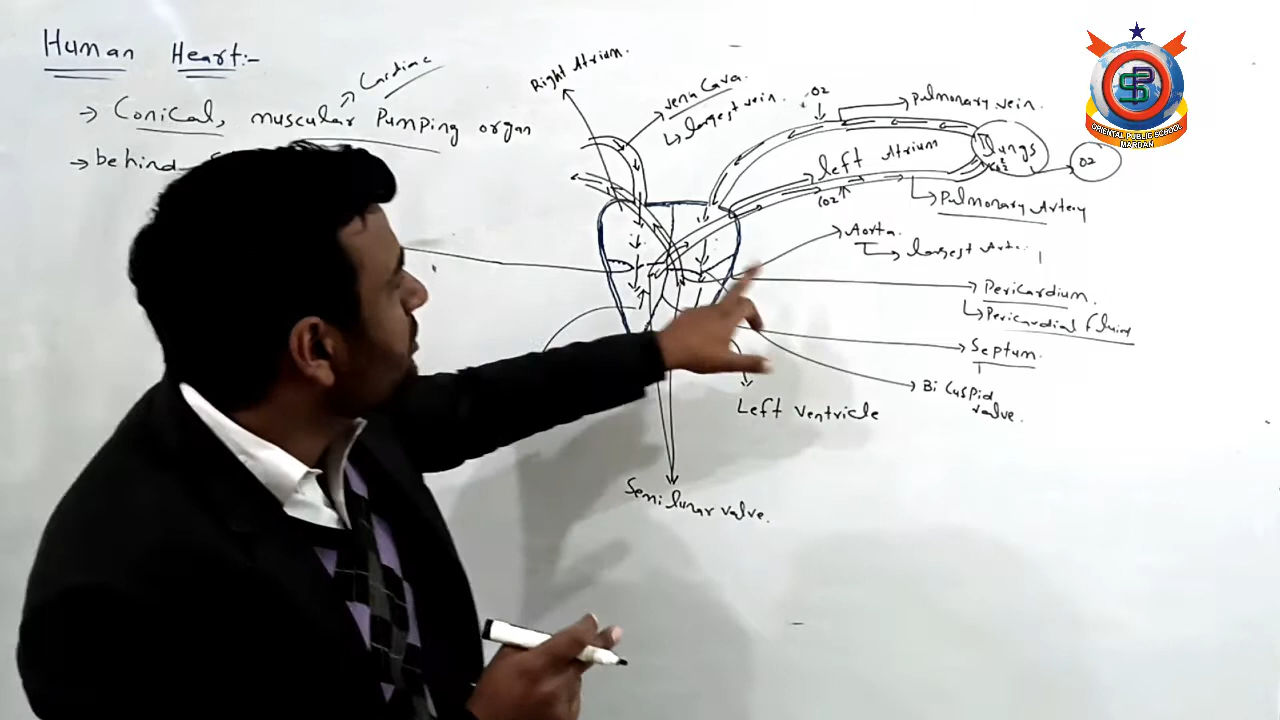 Human Heart:-
→ Conical, muscular Pumping organ
Cardiac
→ behind
Right Atrium.
vena Cava.
↳ largest vein.
O2
pulmonary vein.
lungs
O2
left Atrium
CO2
Pulmonary Artery
Aorta.
largest
Pericardium.
Pericardial fluid
Septum.
Bi Cuspid
valve.
Left ventricle
Semi lunar valve.
SP
ORIENTAL PUBLIC SCHOOL
MARDAN